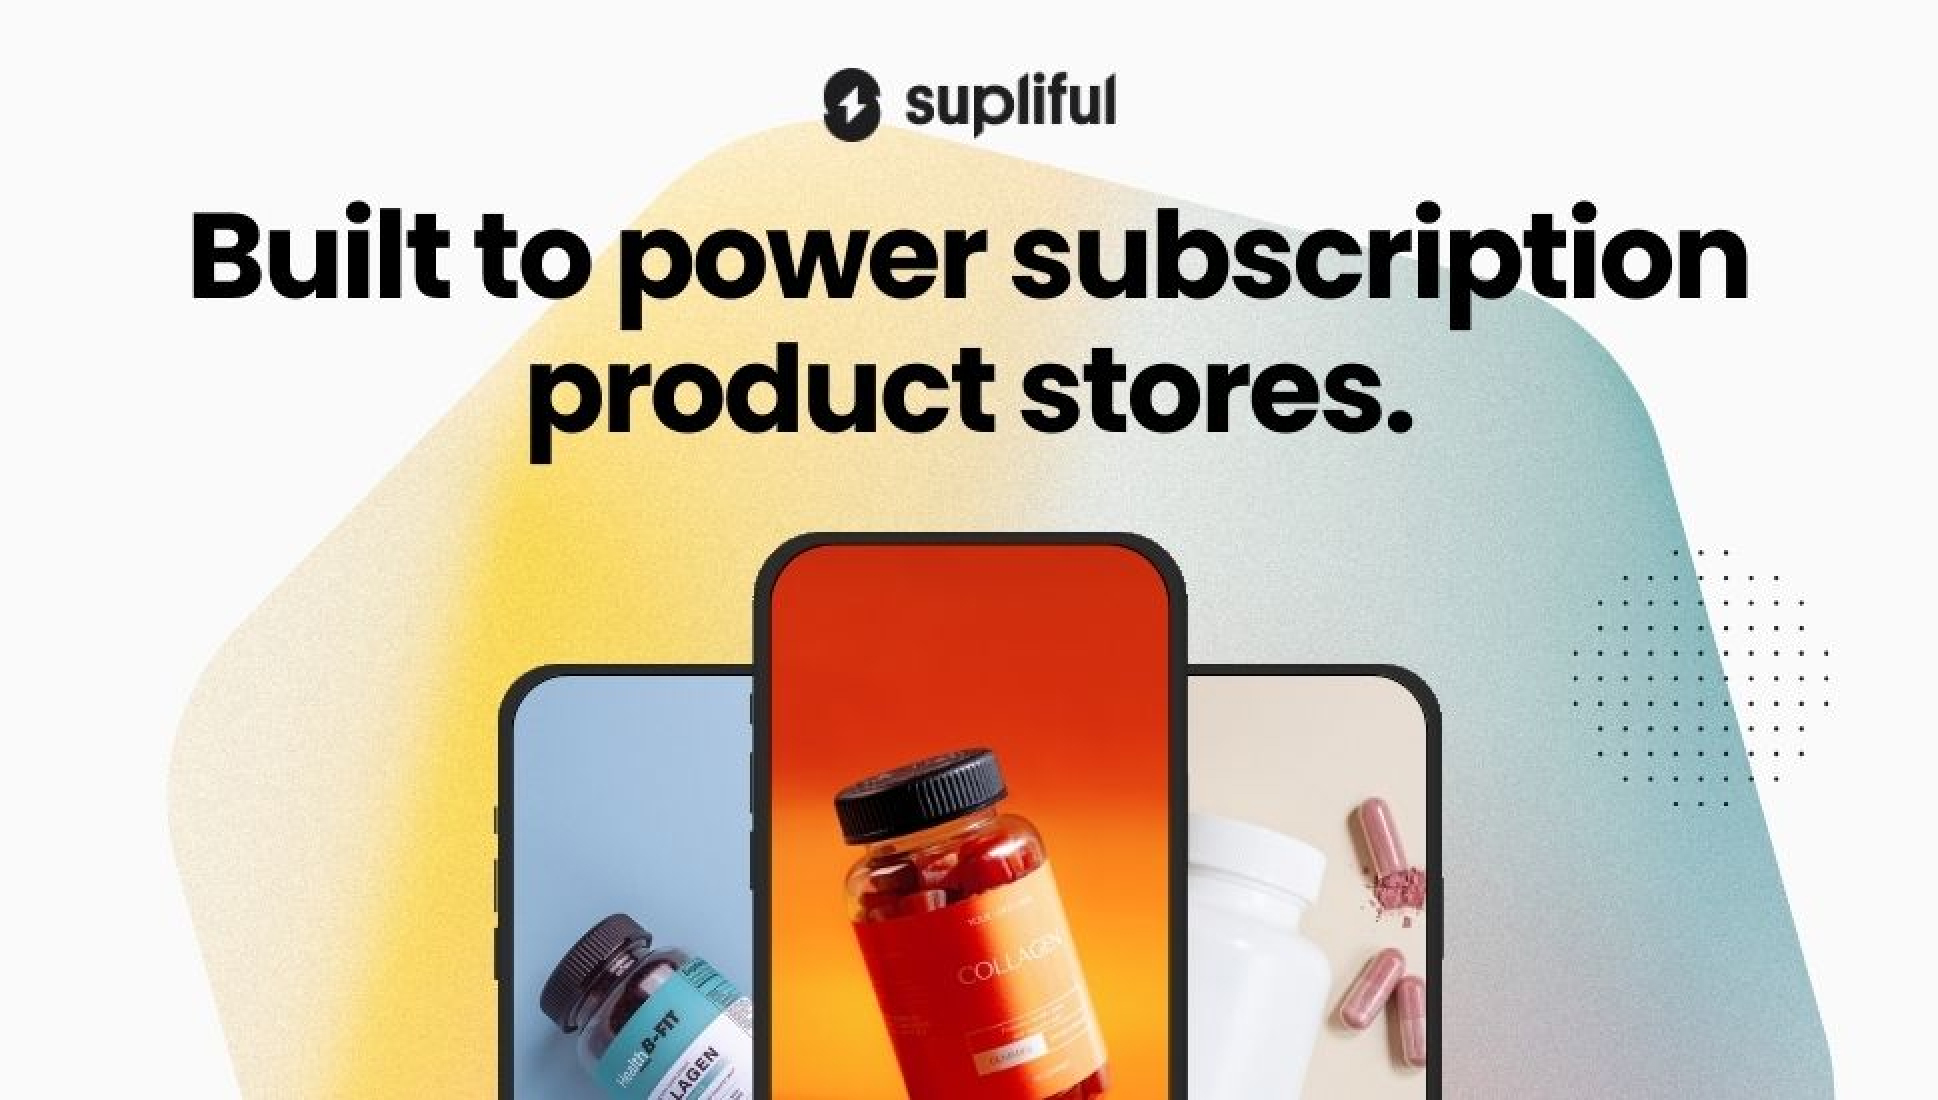 supliful
Built to power subscription
product stores.
COLLAGEN
Health B-FIT
LAGEN